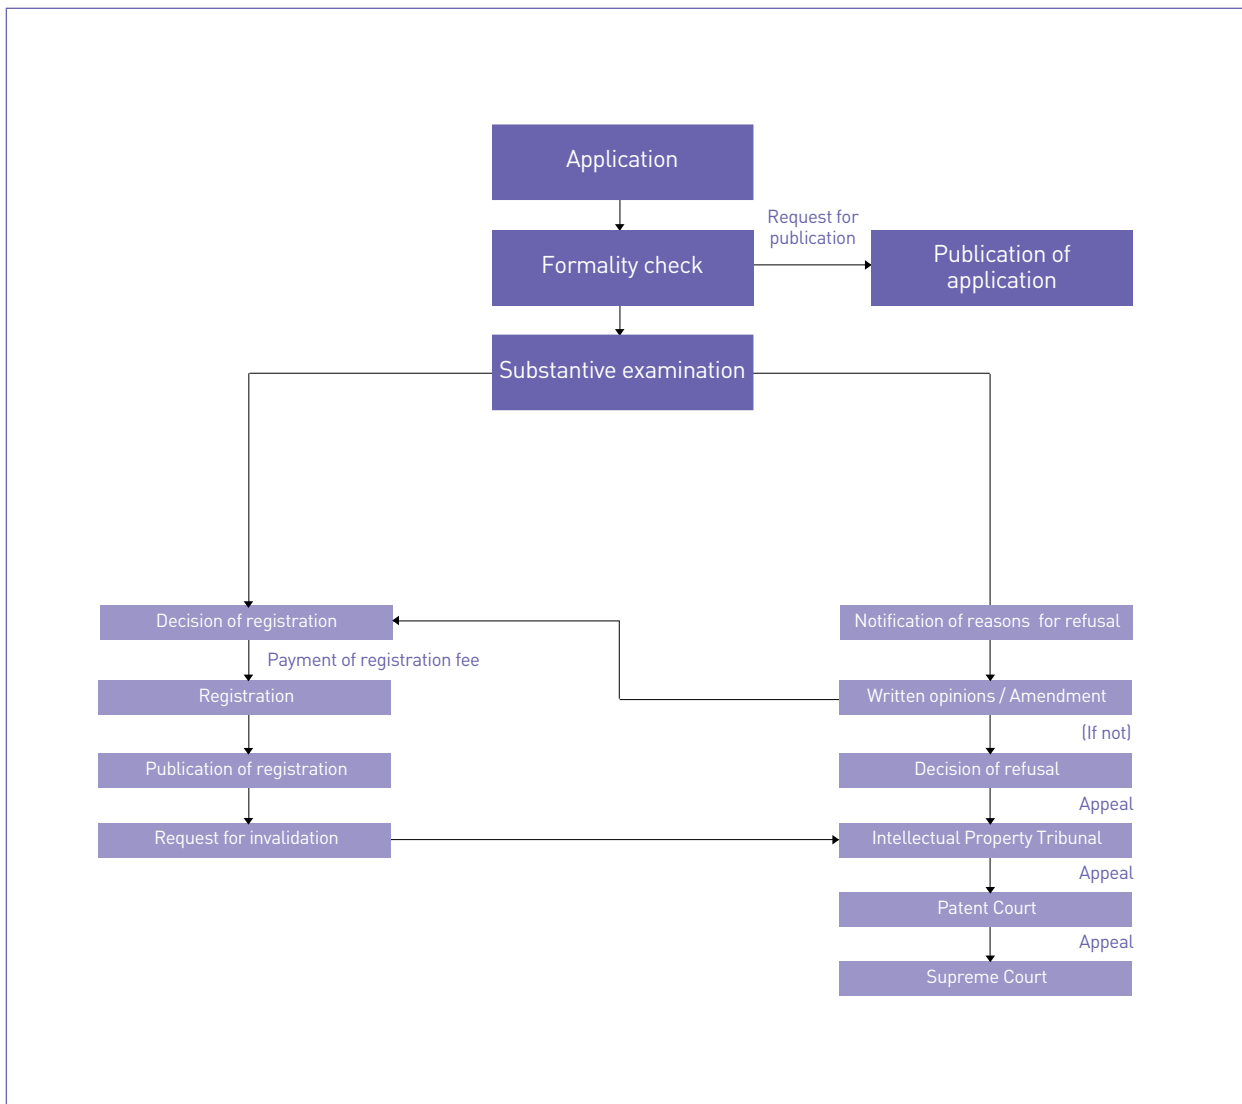 Application
Request for
publication
Formality check
Publication of
application
Substantive examination
Decision of registration
Notification of reasons for refusal
Payment of registration fee
Registration
Written opinions / Amendment
(If not)
Publication of registration
Decision of refusal
Appeal
Request for invalidation
Intellectual Property Tribunal
Appeal
Patent Court
Appeal
Supreme Court